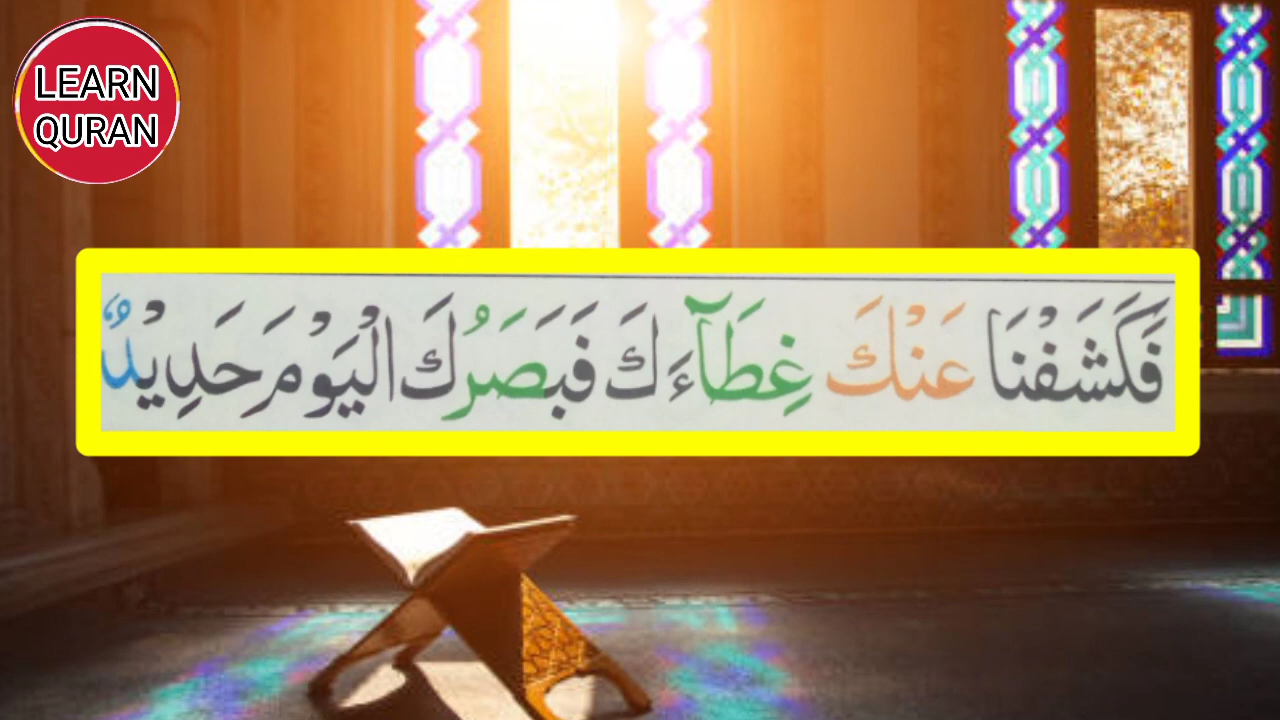 LEARN
QURAN
فَكَشَفْنَا عَنْكَ غِطَآءَكَ فَبَصَرُكَ الْيَوْمَ حَدِيْدٌ